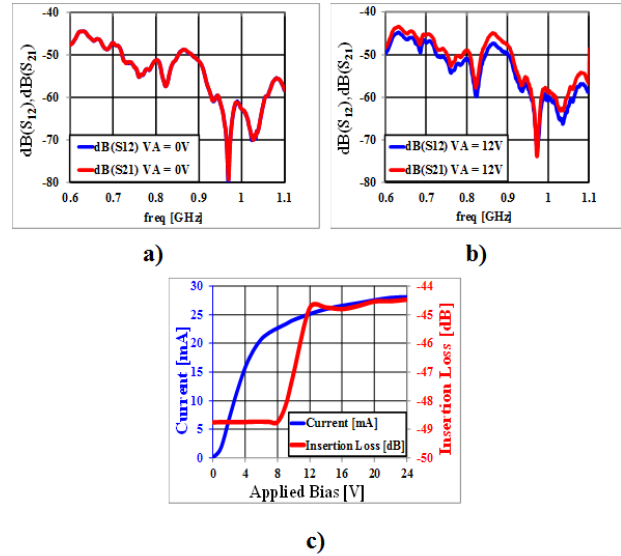 dB(S12),dB(S21)
-40
-50
-60
-70
-80
dB(S12) VA = 0V
dB(S21) VA = 0V
0.6 0.7 0.8 0.9 1 1.1
freq [GHz]
a)
dB(S12),dB(S21)
-40
-50
-60
-70
-80
dB(S12) VA = 12V
dB(S21) VA = 12V
0.6 0.7 0.8 0.9 1 1.1
freq [GHz]
b)
Current [mA]
30
25
20
15
10
5
0
Current [mA]
Insertion Loss [dB]
0 4 8 12 16 20 24
Applied Bias [V]
-44
-45
-46
-47
-48
-49
-50
Insertion Loss [dB]
c)